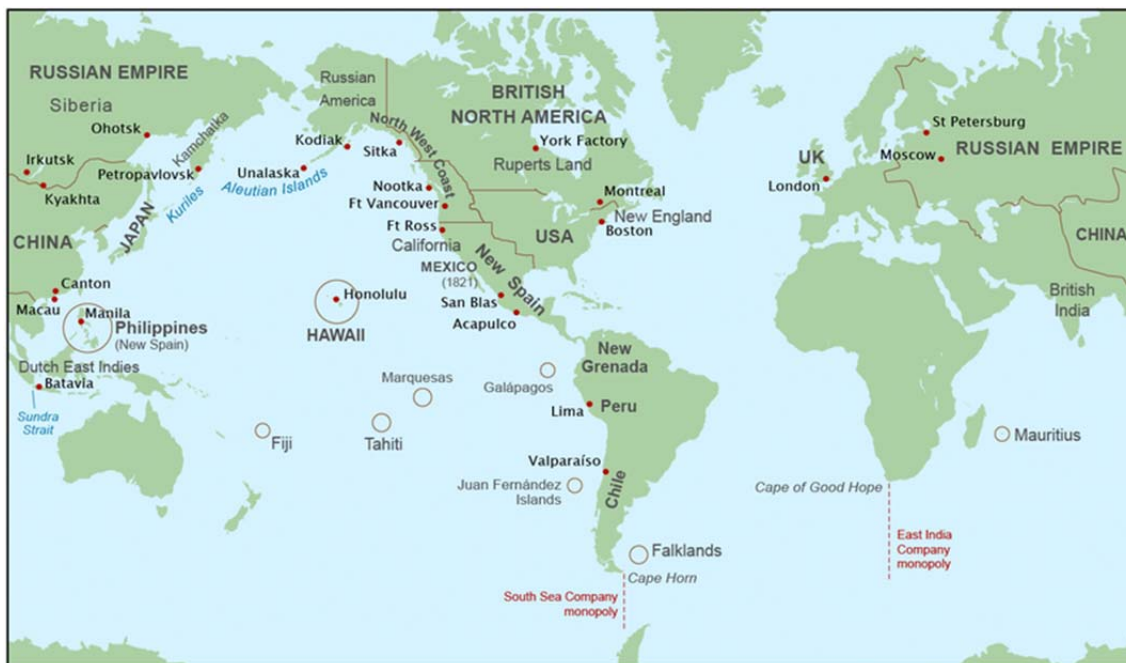 RUSSIAN EMPIRE
Siberia
Ohotsk
Kamchatka
Irkutsk
Kyakhta
Petropavlovsk
Kuriles
JAPAN
CHINA
Canton
Macau
Manila
Philippines
(New Spain)
Dutch East Indies
Batavia
Sundra
Strait
Russian
America
Kodiak
Sitka
Unalaska
Aleutian Islands
North West Coast
Nootka
Ft Vancouver
Ft Ross
California
BRITISH
NORTH AMERICA
York Factory
Ruperts Land
Montreal
New England
Boston
USA
MEXICO
(1821)
New Spain
San Blas
Acapulco
Honolulu
HAWAII
Marquesas
Galápagos
Fiji
Tahiti
New
Grenada
Lima
Peru
Valparaíso
Chile
Juan Fernández
Islands
Falklands
Cape Horn
South Sea Company
monopoly
UK
London
St Petersburg
Moscow
RUSSIAN EMPIRE
CHINA
British
India
Mauritius
Cape of Good Hope
East India
Company
monopoly